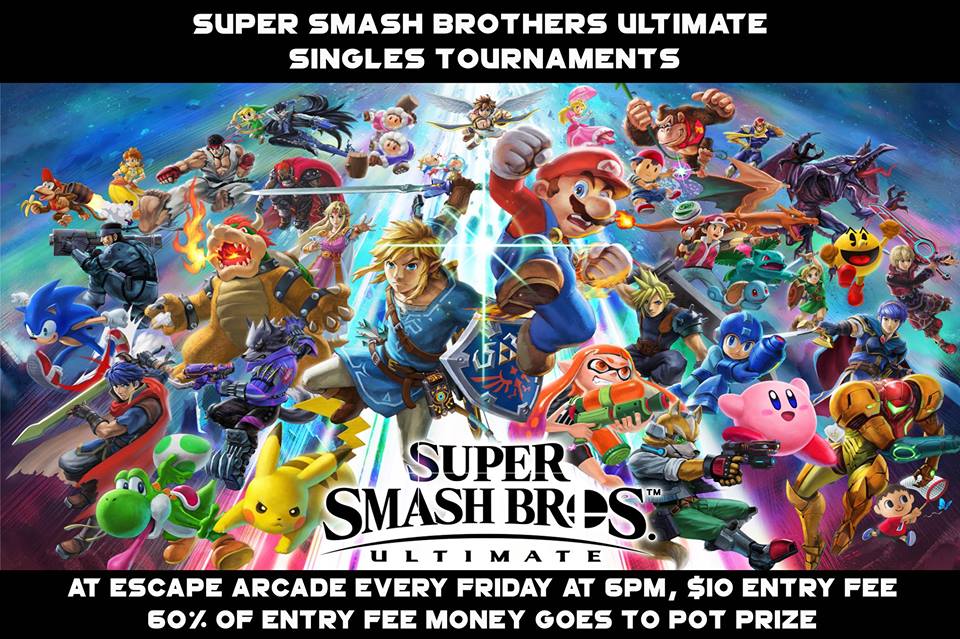 SUPER SMASH BROTHERS ULTIMATE
SINGLES TOURNAMENTS
SUPER
SMASH BROS.™
ULTIMATE
AT ESCAPE ARCADE EVERY FRIDAY AT 6PM, $10 ENTRY FEE
60% OF ENTRY FEE MONEY GOES TO POT PRIZE